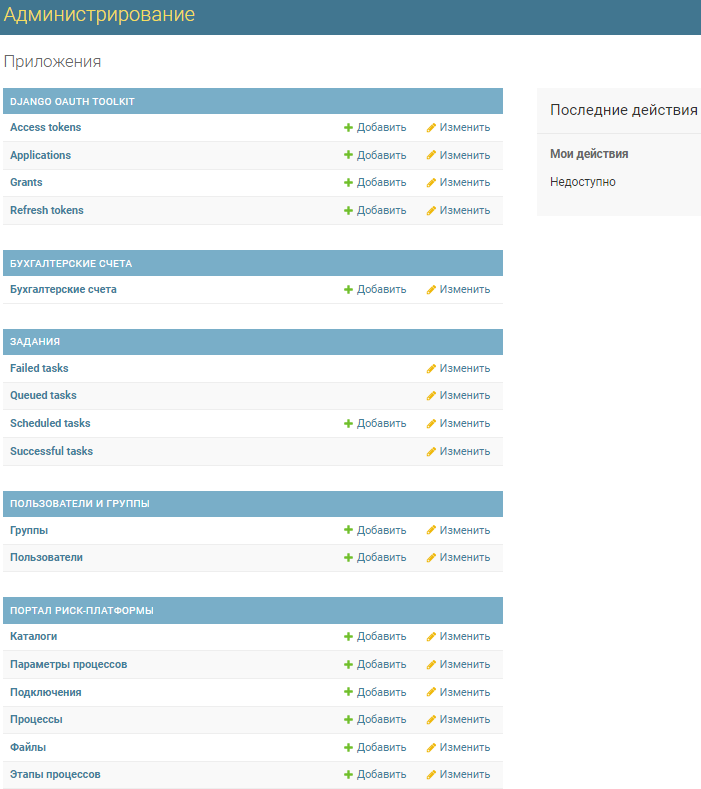 Администрирование
Приложения
DJANGO OAUTH TOOLKIT
Access tokens Добавить Изменить
Applications Добавить Изменить
Grants Добавить Изменить
Refresh tokens Добавить Изменить
БУХГАЛТЕРСКИЕ СЧЕТА
Бухгалтерские счета Добавить Изменить
ЗАДАНИЯ
Failed tasks Изменить
Queued tasks Изменить
Scheduled tasks Добавить Изменить
Successful tasks Изменить
ПОЛЬЗОВАТЕЛИ И ГРУППЫ
Группы Добавить Изменить
Пользователи Добавить Изменить
ПОРТАЛ РИСК-ПЛАТФОРМЫ
Каталоги Добавить Изменить
Параметры процессов Добавить Изменить
Подключения Добавить Изменить
Процессы Добавить Изменить
Файлы Добавить Изменить
Этапы процессов Добавить Изменить
Последние действия
Мои действия
Недоступно